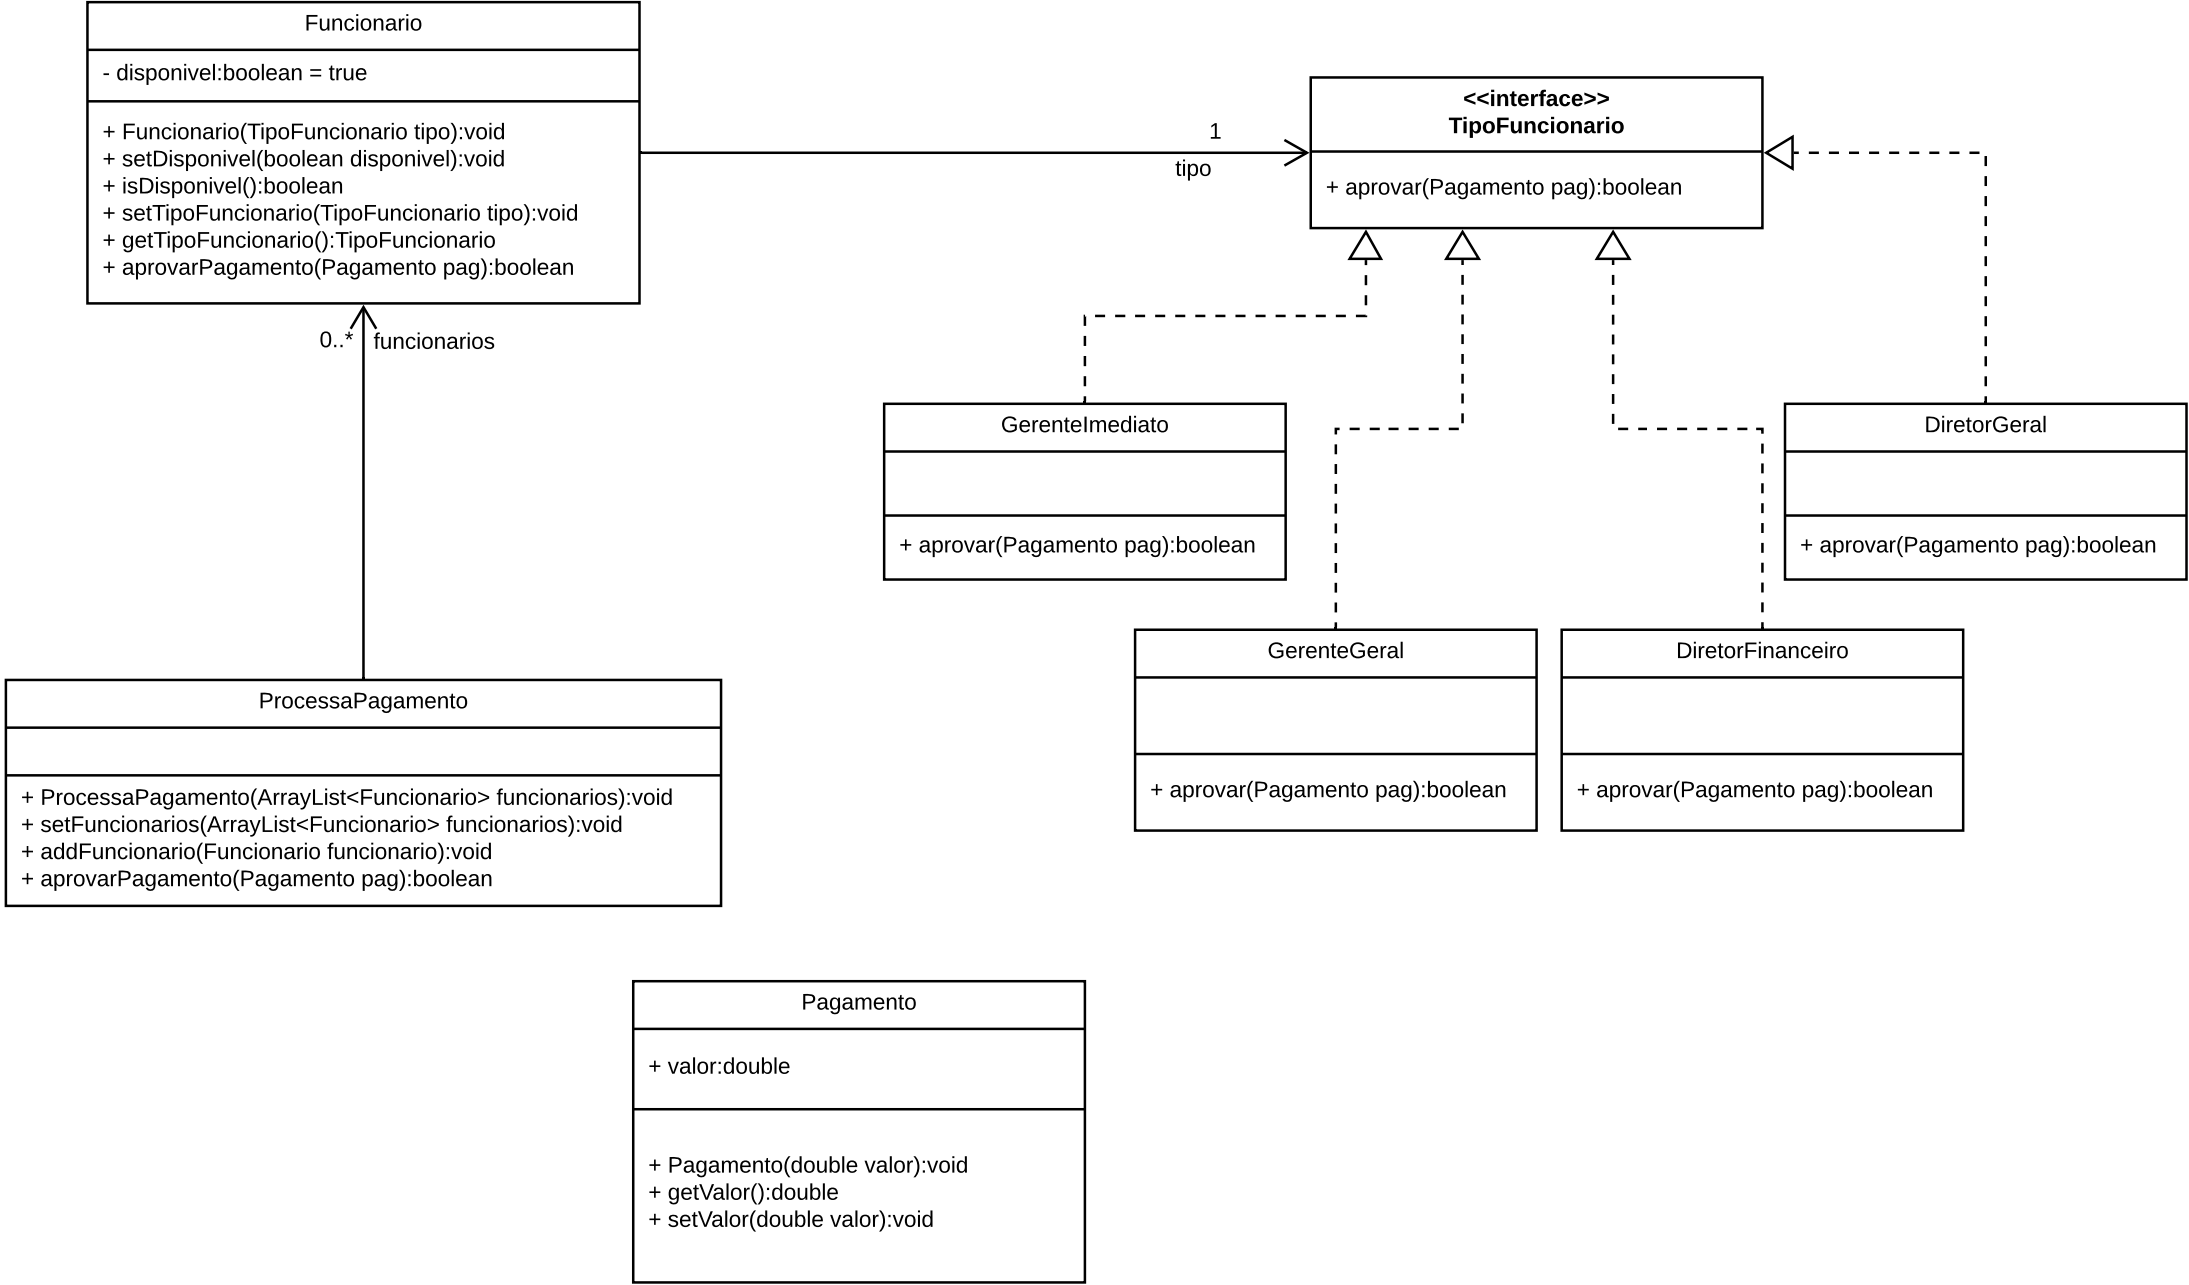 Funcionario
- disponivel:boolean = true
+ Funcionario(TipoFuncionario tipo):void
+ setDisponivel(boolean disponivel):void
+ isDisponivel():boolean
+ setTipoFuncionario(TipoFuncionario tipo):void
+ getTipoFuncionario():TipoFuncionario
+ aprovarPagamento(Pagamento pag):boolean
1
tipo
<<interface>>
TipoFuncionario
+ aprovar(Pagamento pag):boolean
0..*
funcionarios
GerenteImediato
+ aprovar(Pagamento pag):boolean
DiretorGeral
+ aprovar(Pagamento pag):boolean
GerenteGeral
+ aprovar(Pagamento pag):boolean
DiretorFinanceiro
+ aprovar(Pagamento pag):boolean
ProcessaPagamento
+ ProcessaPagamento(ArrayList<Funcionario> funcionarios):void
+ setFuncionarios(ArrayList<Funcionario> funcionarios):void
+ addFuncionario(Funcionario funcionario):void
+ aprovarPagamento(Pagamento pag):boolean
Pagamento
+ valor:double
+ Pagamento(double valor):void
+ getValor():double
+ setValor(double valor):void